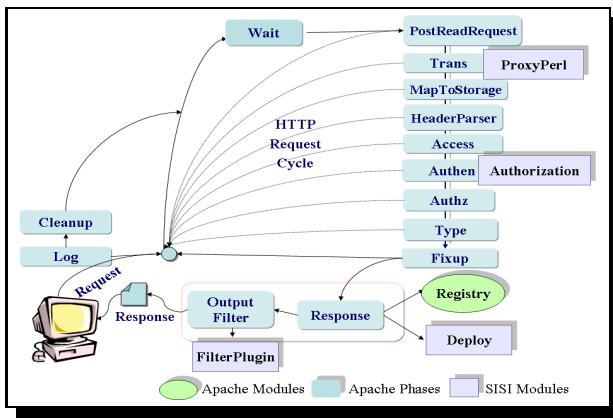 Wait
PostReadRequest
Trans
ProxyPerl
MapToStorage
HTTP
Request
Cycle
HeaderParser
Access
Authen
Authorization
Authz
Cleanup
Type
Log
Fixup
Request
Response
Output
Filter
Response
Registry
Deploy
FilterPlugin
Apache Modules
Apache Phases
SISI Modules